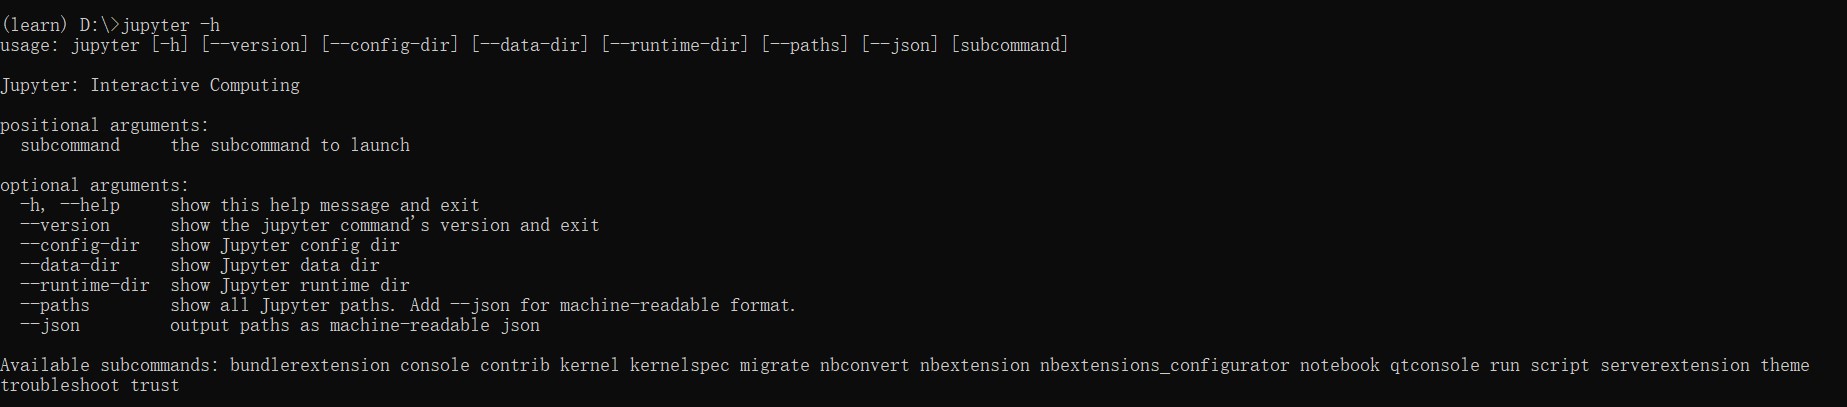 (learn) D:\>jupyter -h
usage: jupyter [-h] [--version] [--config-dir] [--data-dir] [--runtime-dir] [--paths] [--json] [subcommand]
Jupyter: Interactive Computing
positional arguments:
  subcommand     the subcommand to launch
optional arguments:
  -h, --help     show this help message and exit
  --version      show the jupyter command's version and exit
  --config-dir   show Jupyter config dir
  --data-dir     show Jupyter data dir
  --runtime-dir  show Jupyter runtime dir
  --paths        show all Jupyter paths. Add --json for machine-readable format.
  --json         output paths as machine-readable json
Available subcommands: bundlerextension console contrib kernel kernelspec migrate nbconvert nbextension nbextensions_configurator notebook qtconsole run script serverextension theme
troubleshoot trust